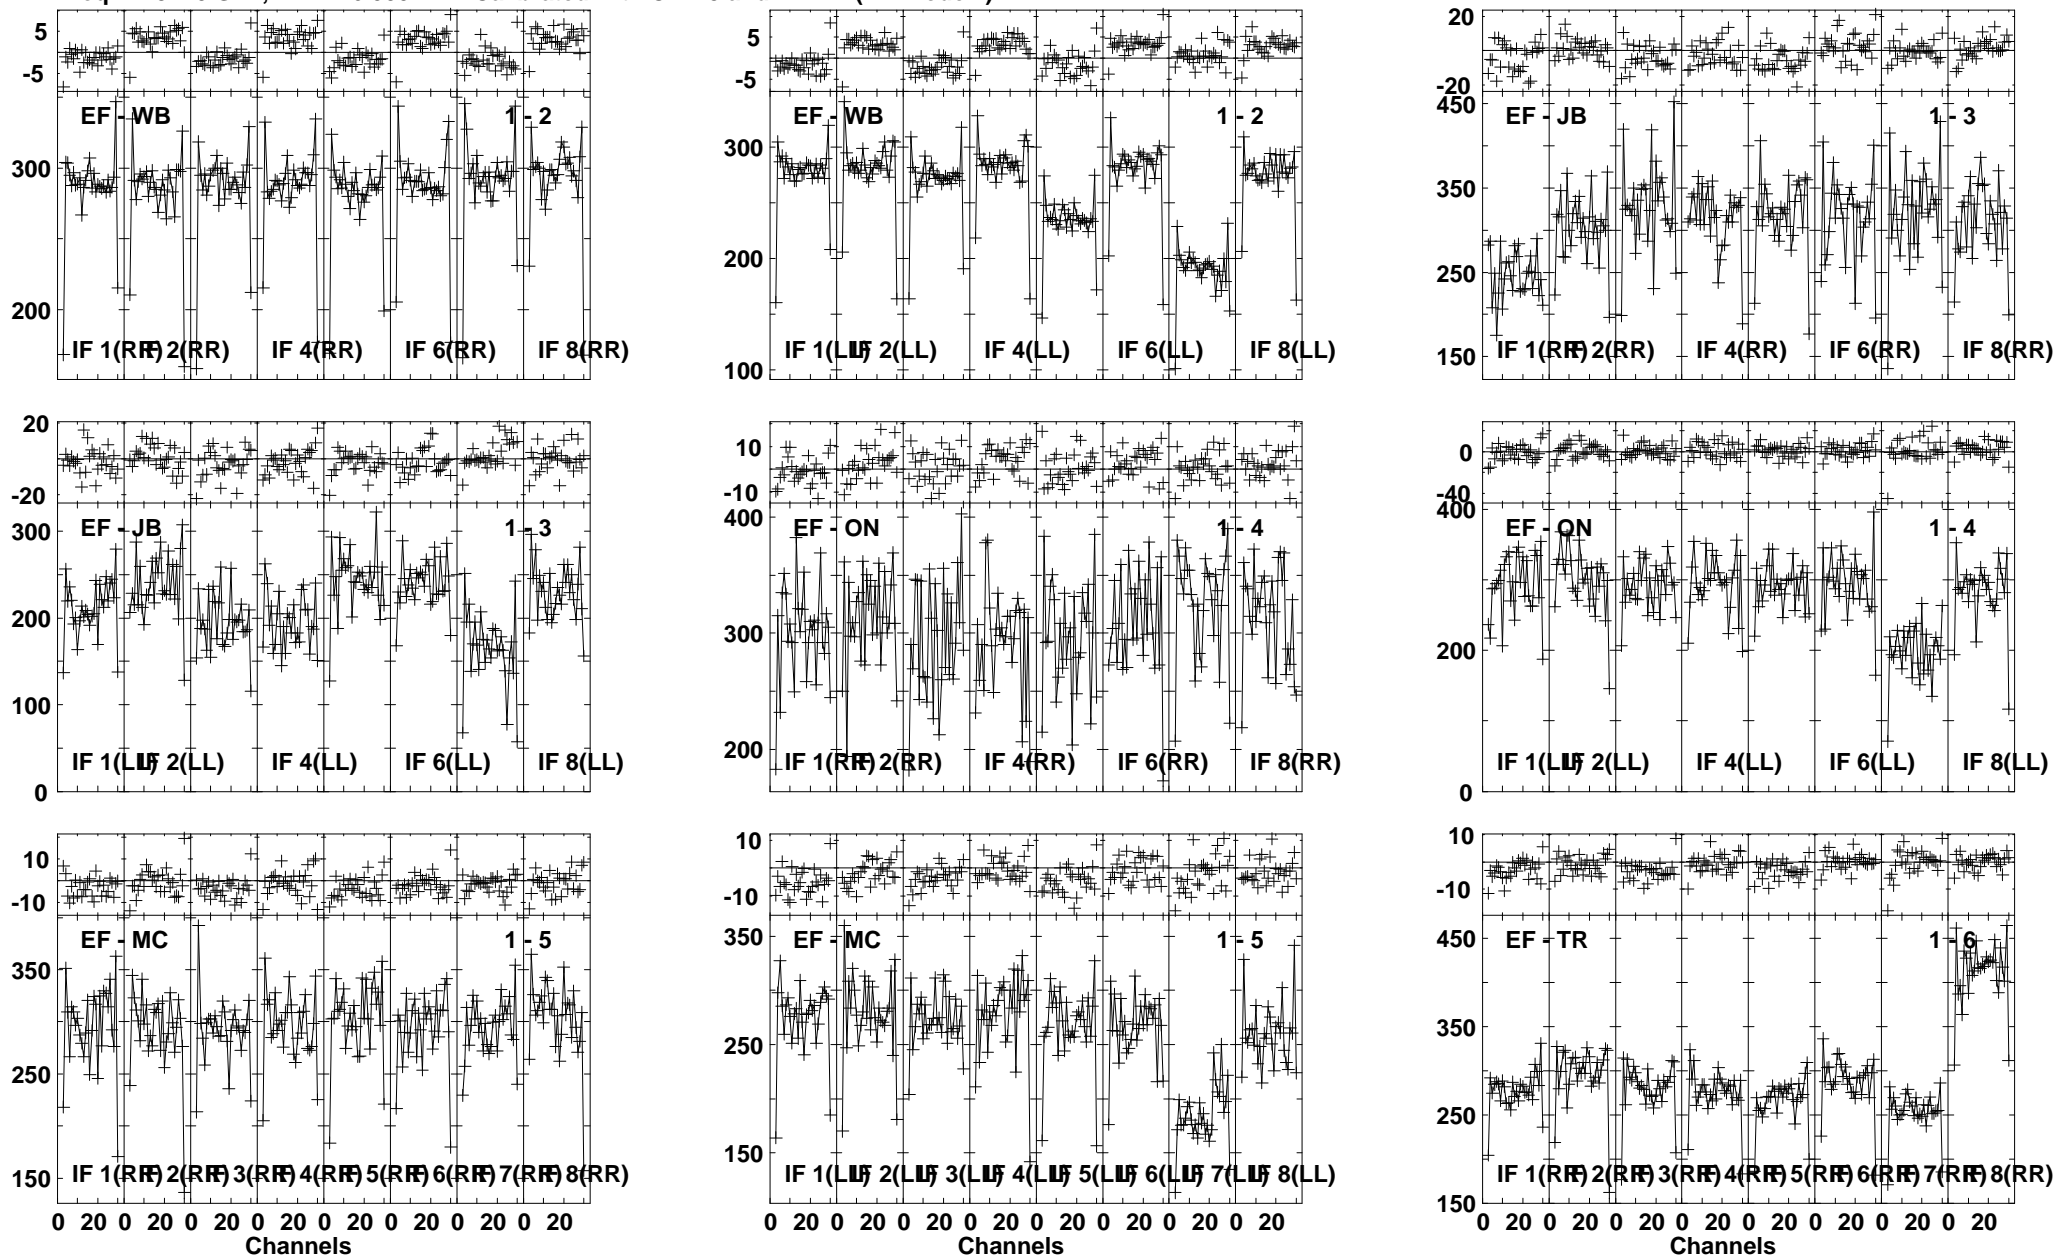 5
-5
300
200
EF - WB
1 - 2
IF 1(RR) IF 2(RR) IF 4(RR) IF 6(RR) IF 8(RR)
5
-5
300
200
100
EF - WB
1 - 2
IF 1(LL) IF 2(LL) IF 4(LL) IF 6(LL) IF 8(LL)
20
-20
450
350
250
150
EF - JB
1 - 3
IF 1(RR) IF 2(RR) IF 4(RR) IF 6(RR) IF 8(RR)
20
-20
300
200
100
0
EF - JB
1 - 3
IF 1(LL) IF 2(LL) IF 4(LL) IF 6(LL) IF 8(LL)
10
-10
400
300
200
EF - ON
1 - 4
IF 1(RR) IF 2(RR) IF 4(RR) IF 6(RR) IF 8(RR)
0
-40
400
200
0
EF - ON
1 - 4
IF 1(LL) IF 2(LL) IF 4(LL) IF 6(LL) IF 8(LL)
10
-10
350
250
150
EF - MC
1 - 5
IF 1(RR) IF 2(RR) IF 3(RR) IF 4(RR) IF 5(RR) IF 6(RR) IF 7(RR) IF 8(RR)
0 20 0 20 0 20 0 20 0 20 0 20 0 20 0 20
Channels
10
-10
350
250
150
EF - MC
1 - 5
IF 1(LL) IF 2(LL) IF 3(LL) IF 4(LL) IF 5(LL) IF 6(LL) IF 7(LL) IF 8(LL)
0 20 0 20 0 20 0 20 0 20 0 20 0 20 0 20
Channels
10
-10
450
350
250
150
EF - TR
1 - 6
IF 1(RR) IF 2(RR) IF 3(RR) IF 4(RR) IF 5(RR) IF 6(RR) IF 7(RR) IF 8(RR)
0 20 0 20 0 20 0 20 0 20 0 20 0 20 0 20
Channels